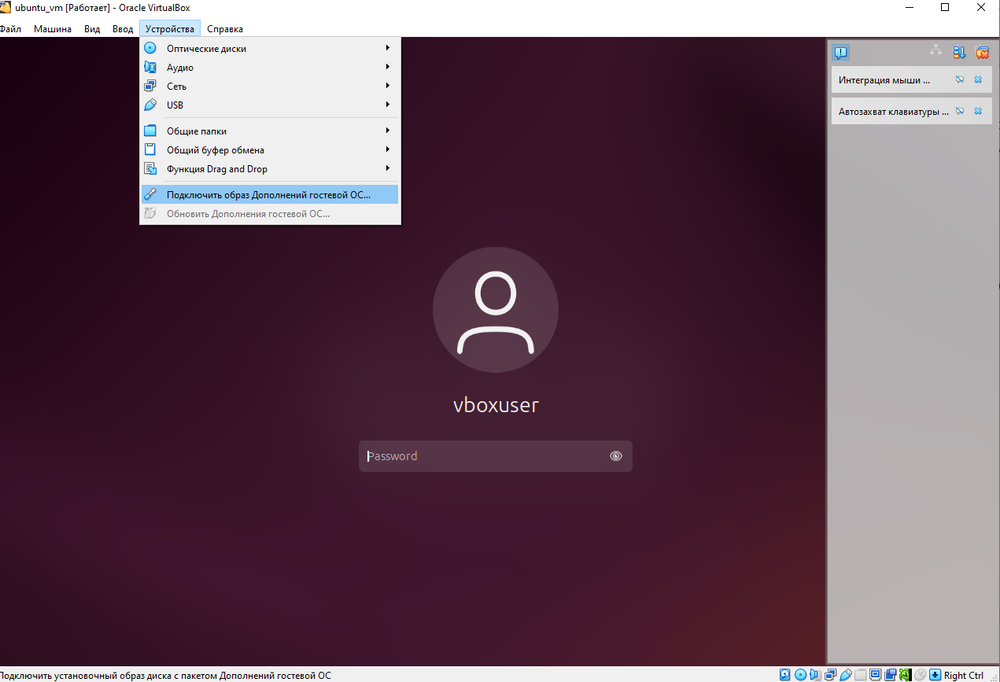 ubuntu_vm [Работает] - Oracle VirtualBox
Файл Машина Вид Ввод Устройства Справка
Оптические диски
Аудио
Сеть
USB
Общие папки
Общий буфер обмена
Функция Drag and Drop
Подключить образ Дополнений гостевой ОС...
Обновить Дополнения гостевой ОС...
Интеграция мыши ...
Автозахват клавиатуры ...
vboxuser
Password
Подключить установочный образ диска с пакетом Дополнений гостевой ОС
Right Ctrl